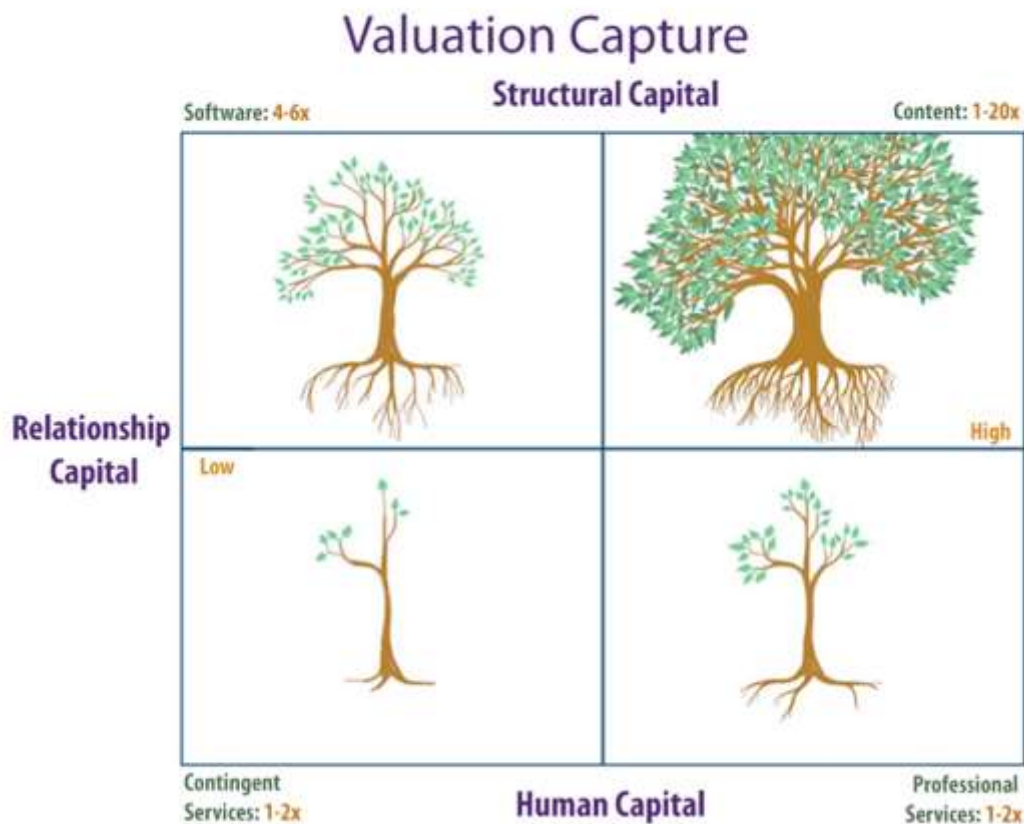 Valuation Capture
Structural Capital
Software: 4-6x
Content: 1-20x
Relationship
Capital
High
Low
Contingent
Services: 1-2x
Human Capital
Professional
Services: 1-2x